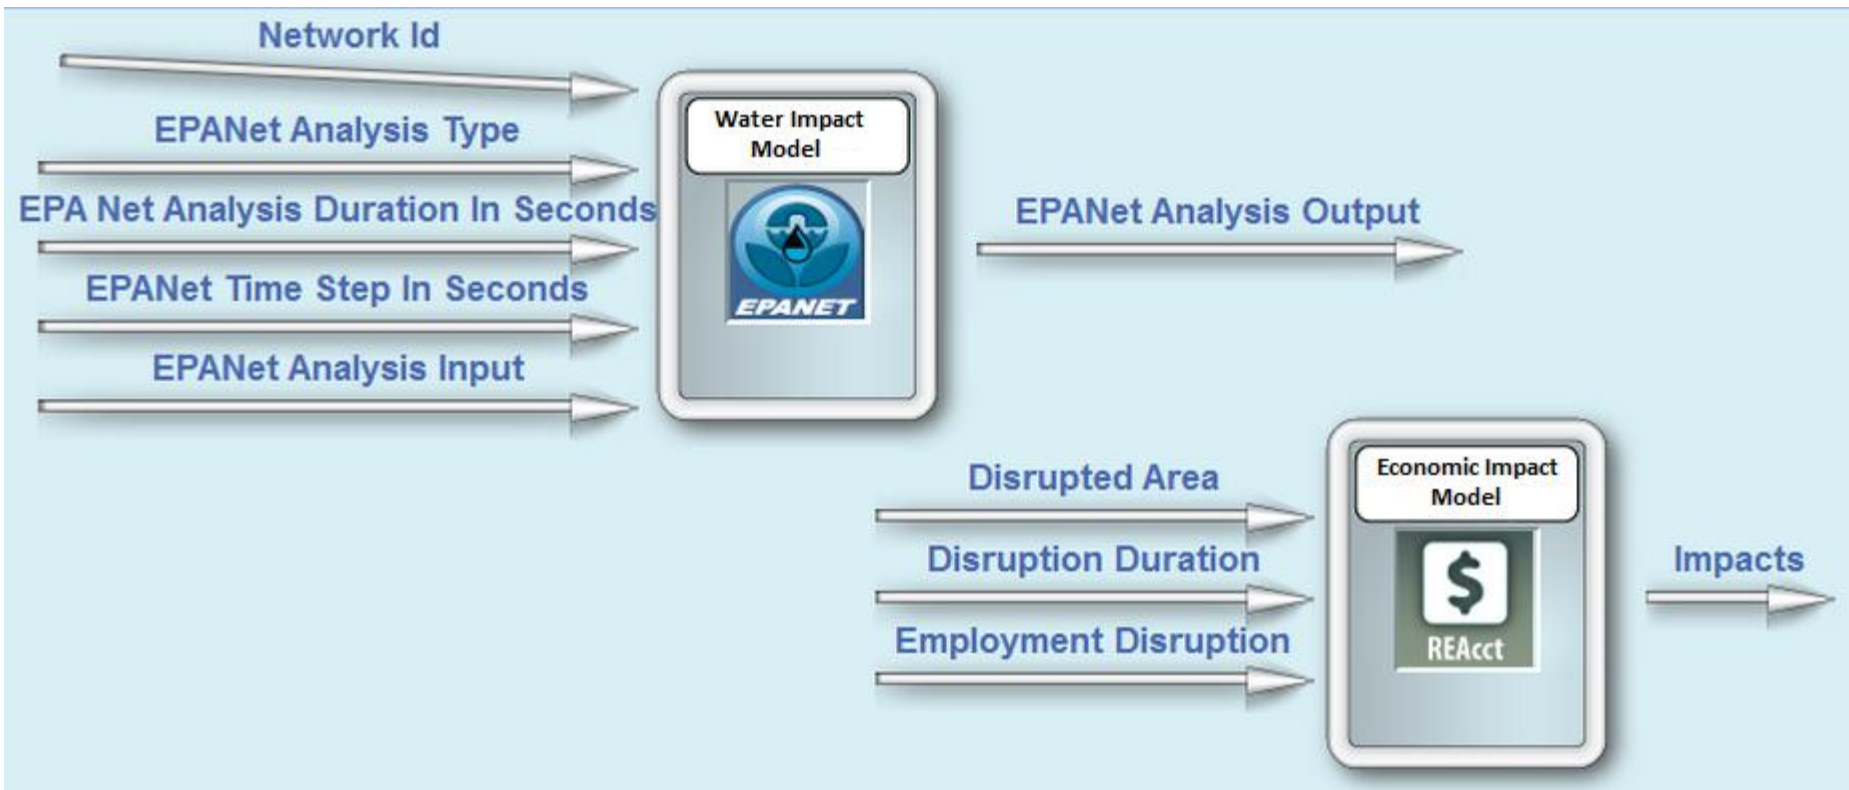 Network Id
EPANet Analysis Type
EPA Net Analysis Duration In Seconds
EPANet Time Step In Seconds
EPANet Analysis Input
Water Impact
Model
EPANET
EPANet Analysis Output
Disrupted Area
Disruption Duration
Employment Disruption
Economic Impact
Model
$
REAcct
Impacts